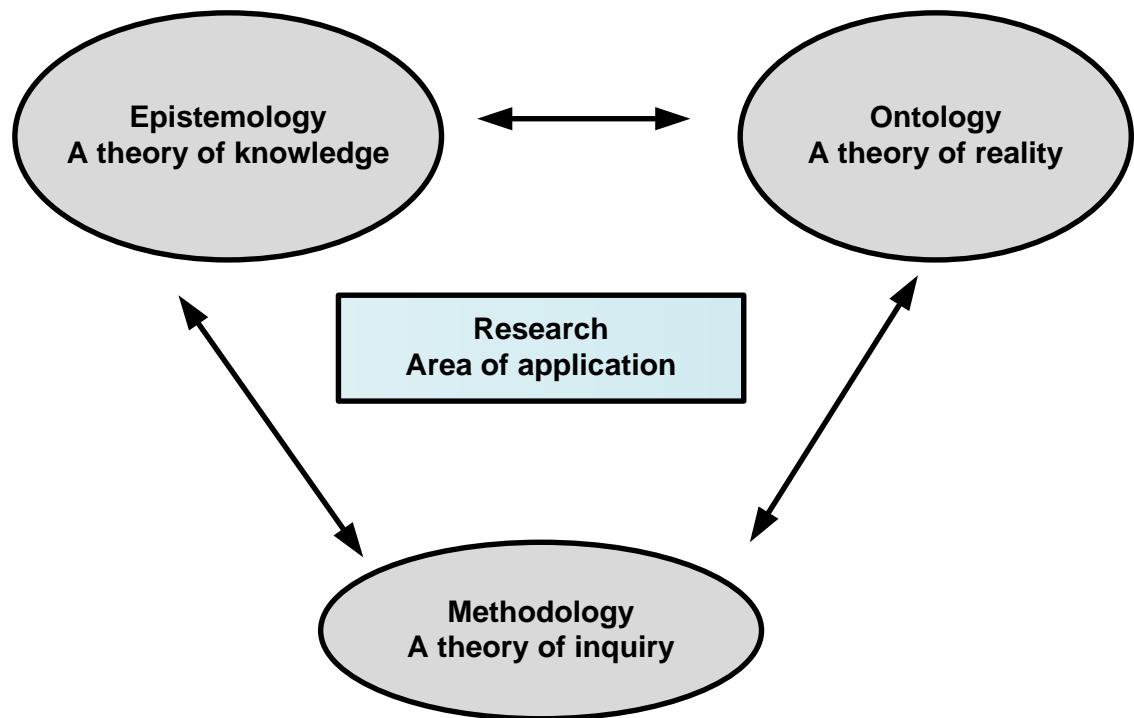 Epistemology
A theory of knowledge
Ontology
A theory of reality
Research
Area of application
Methodology
A theory of inquiry